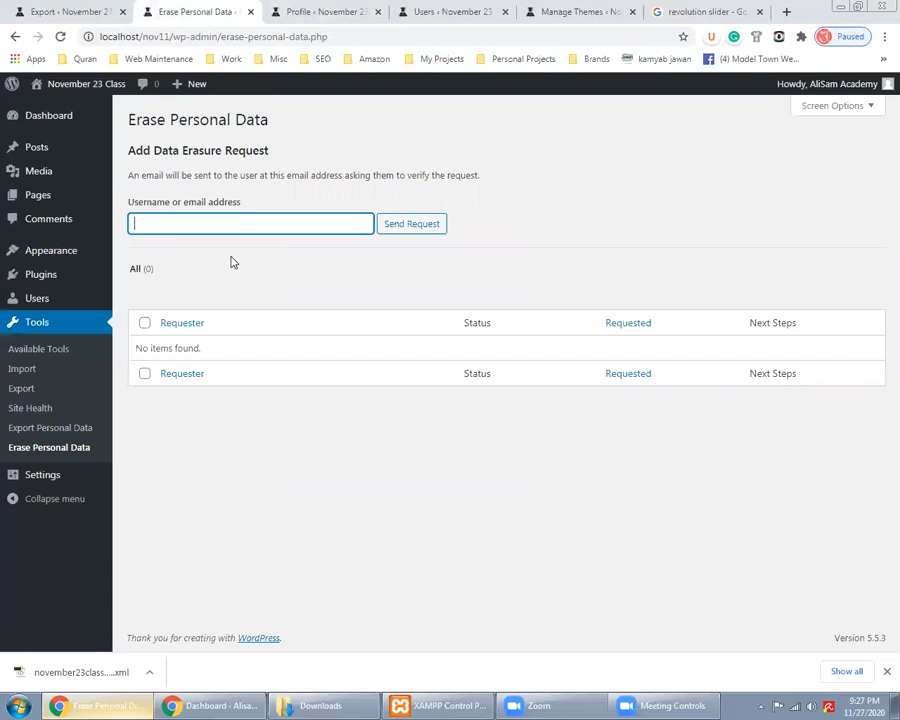 Export ‹ November 23
Erase Personal Data ‹
Profile ‹ November 23
Users ‹ November 23
Manage Themes ‹ Nov
revolution slider - Go
localhost/nov11/wp-admin/erase-personal-data.php
Paused
Apps
Quran
Web Maintenance
Work
Misc
SEO
Amazon
My Projects
Personal Projects
Brands
kamyab jawan
(4) Model Town We...
November 23 Class
0
New
Howdy, AliSam Academy
Screen Options
Dashboard
Posts
Media
Pages
Comments
Appearance
Plugins
Users
Tools
Available Tools
Import
Export
Site Health
Export Personal Data
Erase Personal Data
Settings
Collapse menu
Erase Personal Data
Add Data Erasure Request
An email will be sent to the user at this email address asking them to verify the request.
Username or email address
Send Request
All (0)
Requester Status Requested Next Steps
No items found.
Requester Status Requested Next Steps
Thank you for creating with WordPress.
Version 5.5.3
november23class.....xml
Show all
Erase Personal Da...
Dashboard - Alisa...
Downloads
XAMPP Control P...
Zoom
Meeting Controls
9:27 PM
11/27/2020